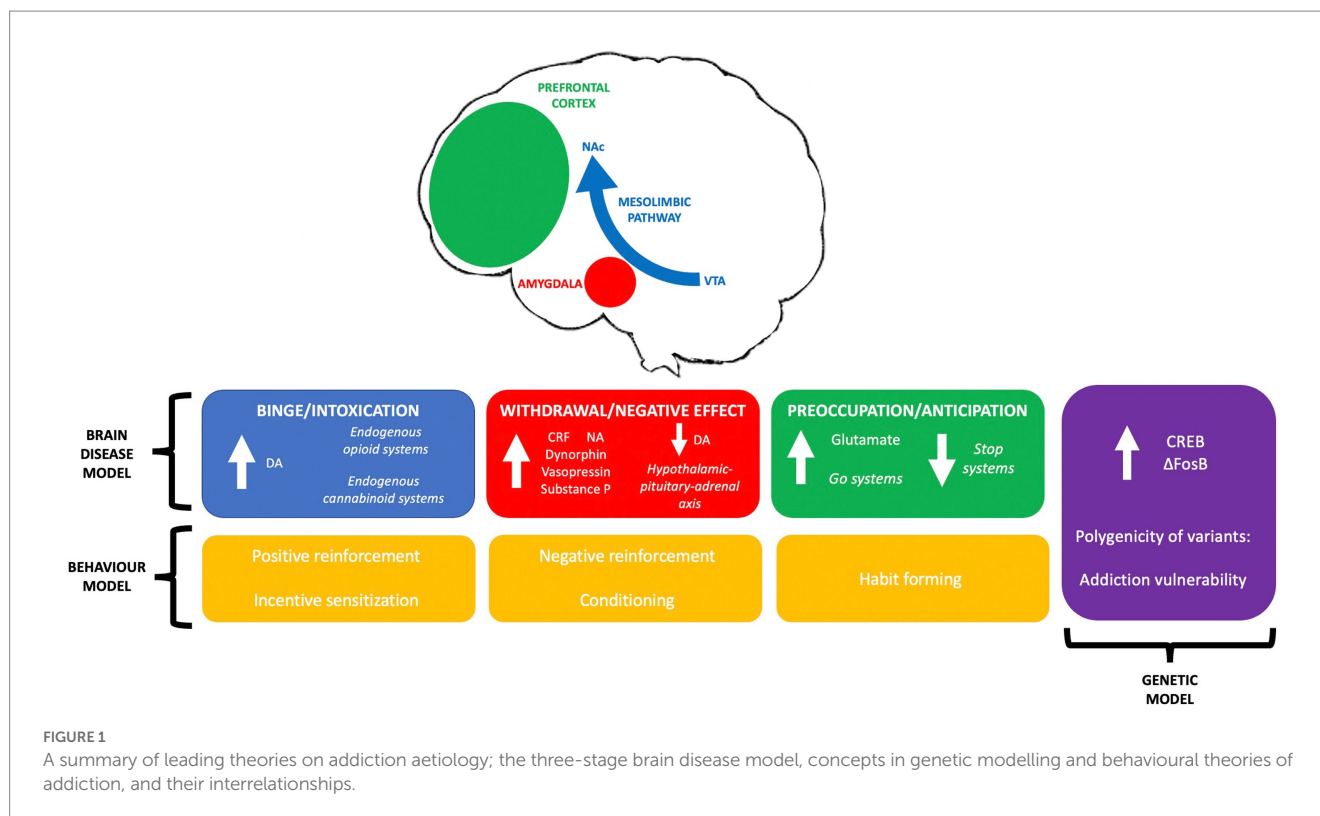 PREFRONTAL
CORTEX
NAc
MESOLIMBIC
PATHWAY
AMYGDALA
VTA
BRAIN
DISEASE
MODEL
BINGE/INTOXICATION
DA
Endogenous
opioid systems
Endogenous
cannabinoid systems
WITHDRAWAL/NEGATIVE EFFECT
CRF NA
Dynorphin
Vasopressin
Substance P
DA
Hypothalamic-
pituitary-adrenal
axis
PREOCCUPATION/ANTICIPATION
Glutamate
Go systems
Stop
systems
CREB
ΔFosB
Polygenicity of variants:
Addiction vulnerability
BEHAVIOUR
MODEL
Positive reinforcement
Incentive sensitization
Negative reinforcement
Conditioning
Habit forming
GENETIC
MODEL
FIGURE 1
A summary of leading theories on addiction aetiology; the three-stage brain disease model, concepts in genetic modelling and behavioural theories of
addiction, and their interrelationships.